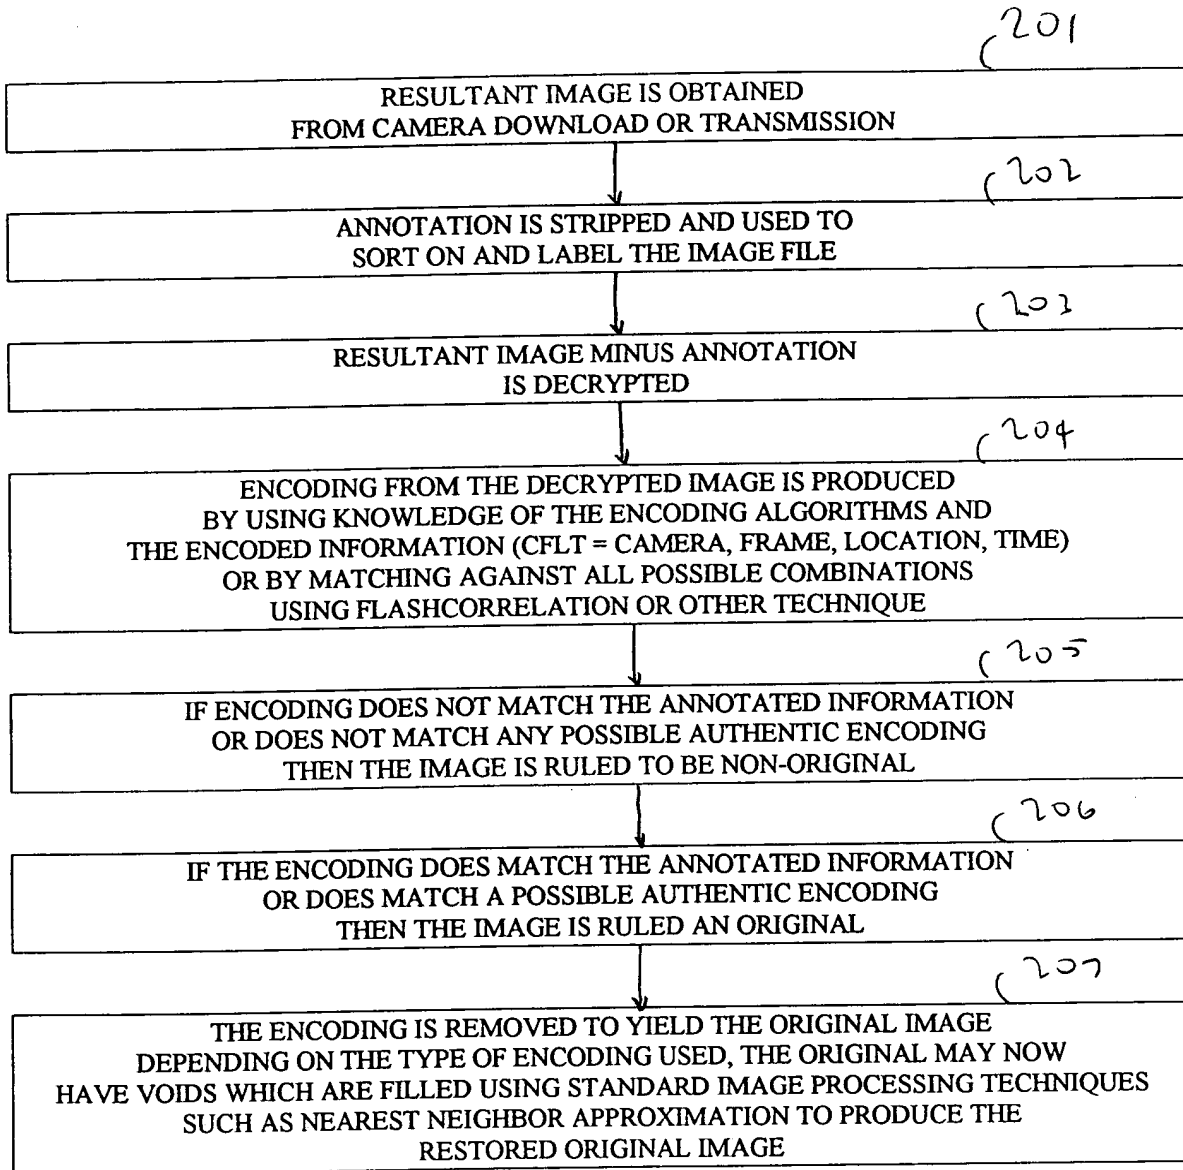 201
RESULTANT IMAGE IS OBTAINED
FROM CAMERA DOWNLOAD OR TRANSMISSION
202
ANNOTATION IS STRIPPED AND USED TO
SORT ON AND LABEL THE IMAGE FILE
203
RESULTANT IMAGE MINUS ANNOTATION
IS DECRYPTED
204
ENCODING FROM THE DECRYPTED IMAGE IS PRODUCED
BY USING KNOWLEDGE OF THE ENCODING ALGORITHMS AND
THE ENCODED INFORMATION (CFLT = CAMERA, FRAME, LOCATION, TIME)
OR BY MATCHING AGAINST ALL POSSIBLE COMBINATIONS
USING FLASHCORRELATION OR OTHER TECHNIQUE
205
IF ENCODING DOES NOT MATCH THE ANNOTATED INFORMATION
OR DOES NOT MATCH ANY POSSIBLE AUTHENTIC ENCODING
THEN THE IMAGE IS RULED TO BE NON-ORIGINAL
206
IF THE ENCODING DOES MATCH THE ANNOTATED INFORMATION
OR DOES MATCH A POSSIBLE AUTHENTIC ENCODING
THEN THE IMAGE IS RULED AN ORIGINAL
207
THE ENCODING IS REMOVED TO YIELD THE ORIGINAL IMAGE
DEPENDING ON THE TYPE OF ENCODING USED, THE ORIGINAL MAY NOW
HAVE VOIDS WHICH ARE FILLED USING STANDARD IMAGE PROCESSING TECHNIQUES
SUCH AS NEAREST NEIGHBOR APPROXIMATION TO PRODUCE THE
RESTORED ORIGINAL IMAGE